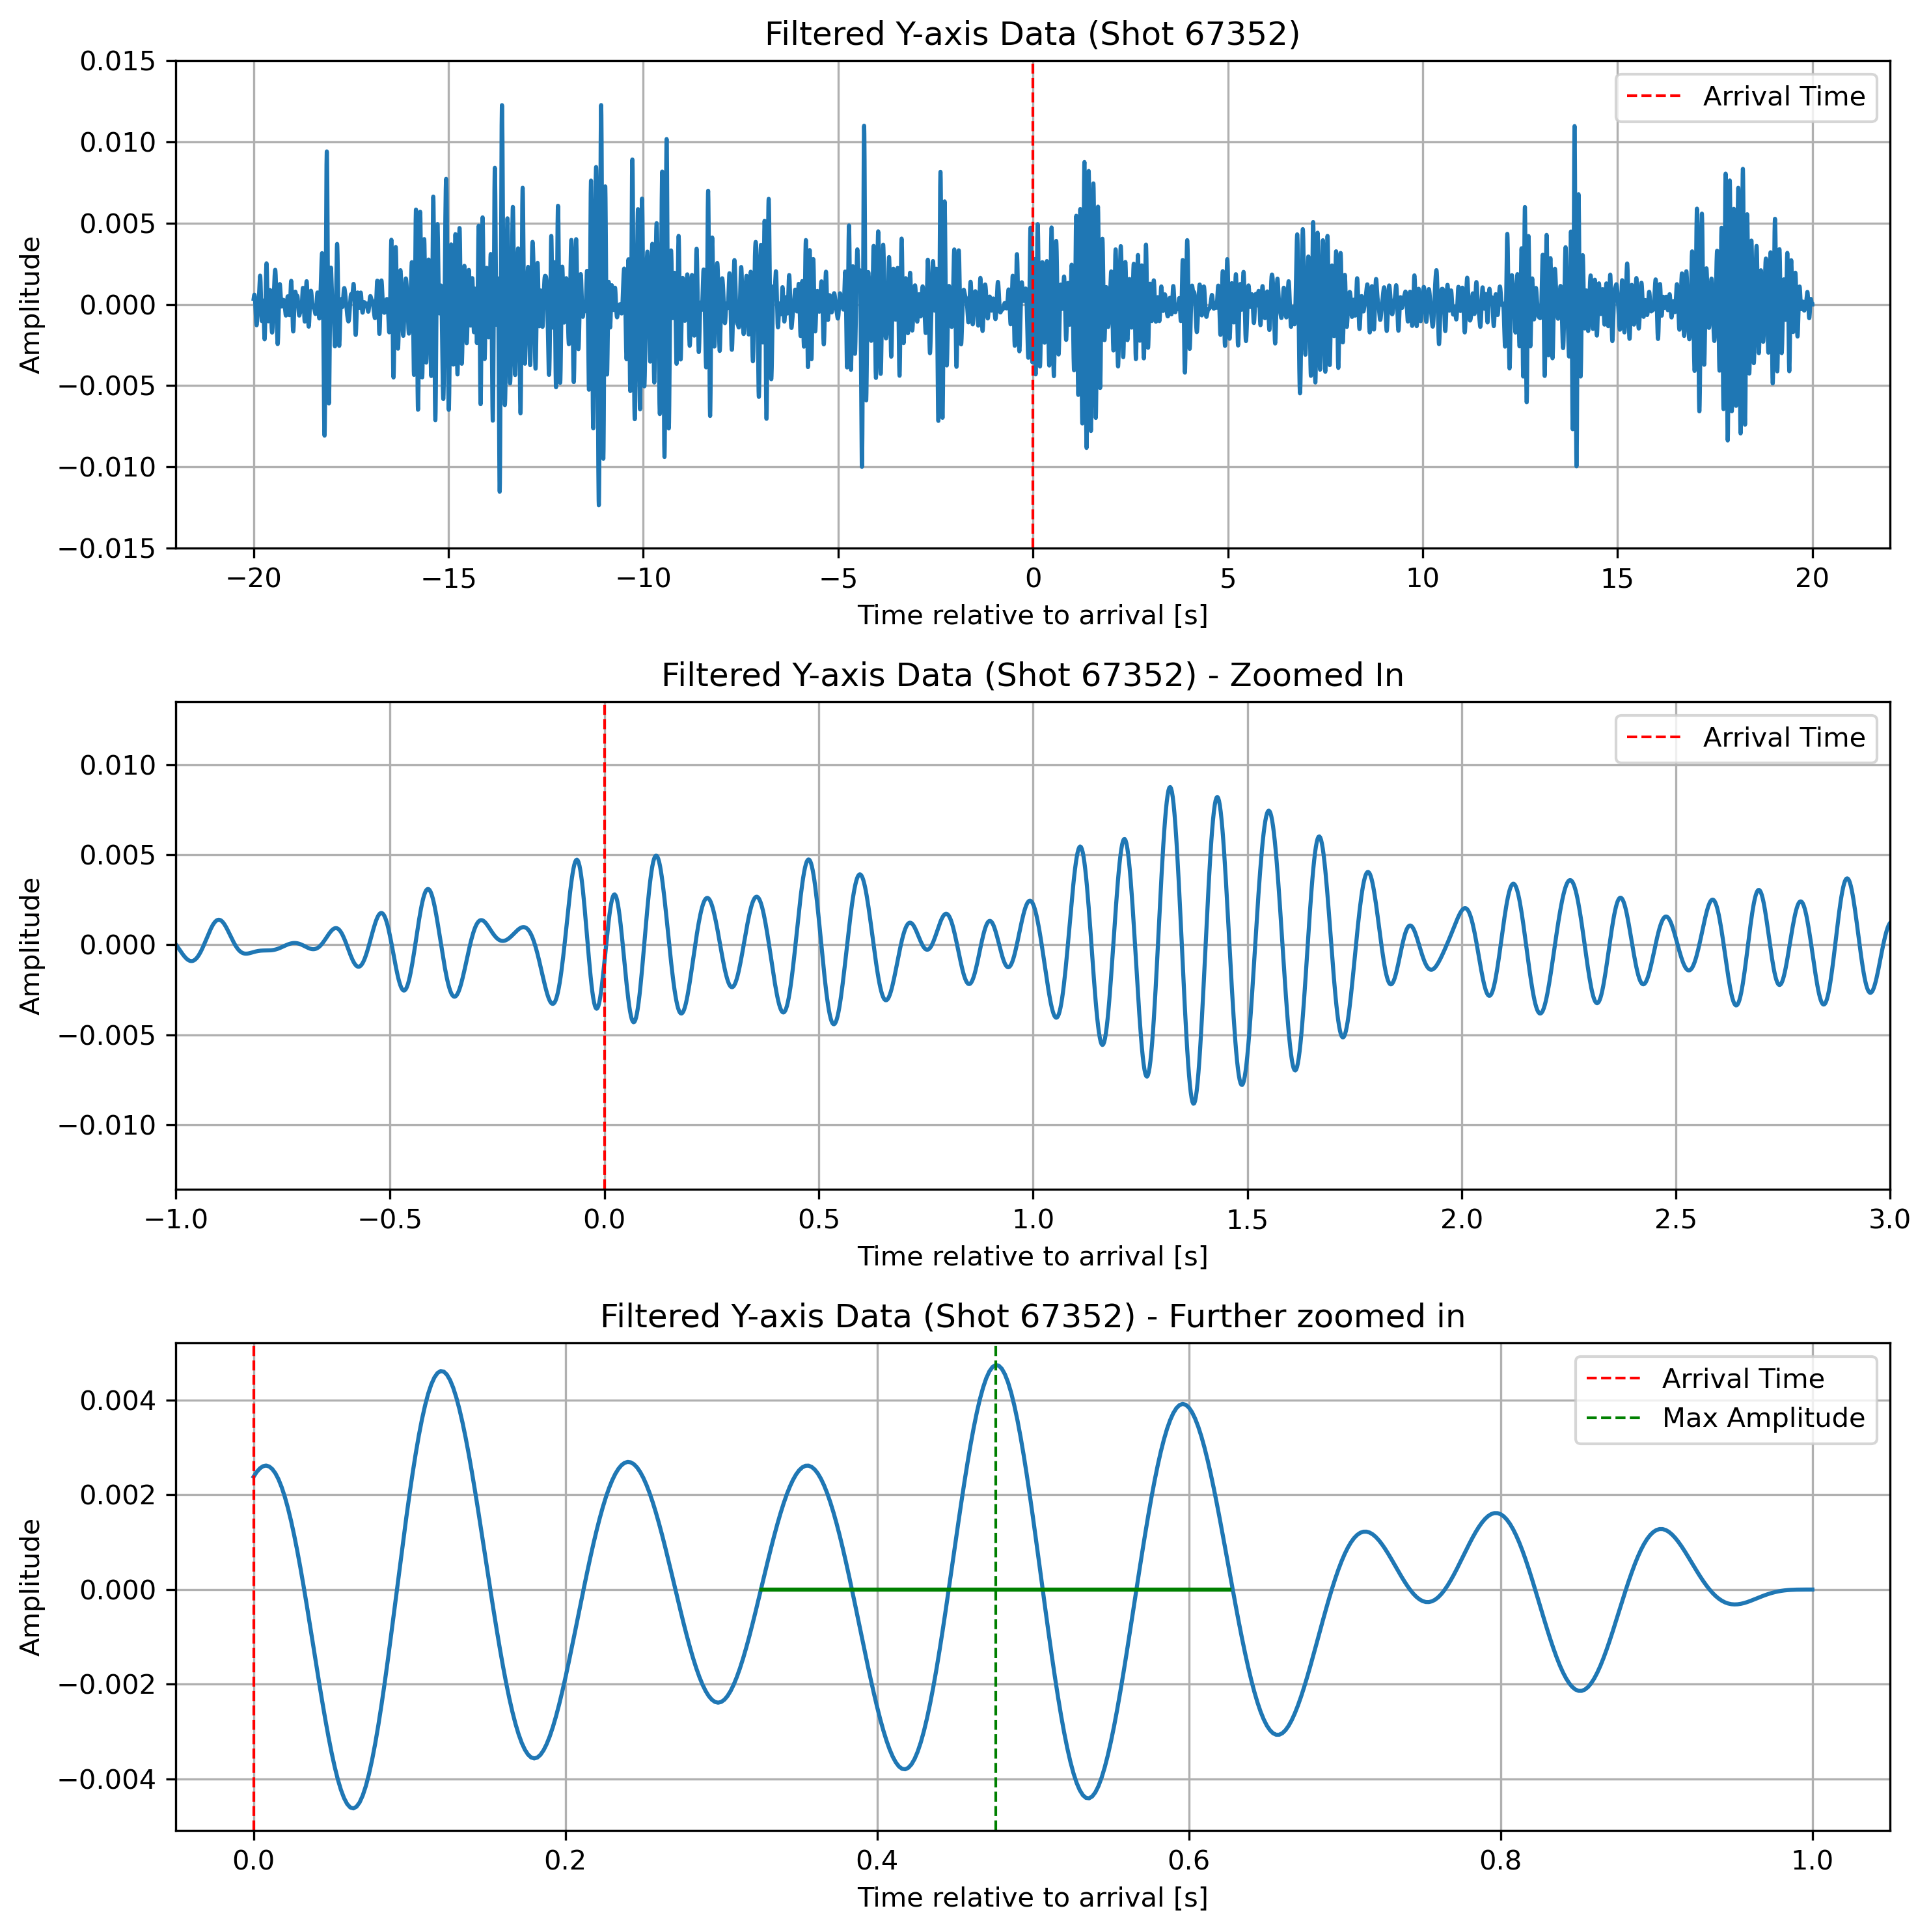 Filtered Y-axis Data (Shot 67352)
0.015
0.010
0.005
0.000
−0.005
−0.010
−0.015
Amplitude
Arrival Time
−20 −15 −10 −5 0 5 10 15 20
Time relative to arrival [s]
Filtered Y-axis Data (Shot 67352) - Zoomed In
0.010
0.005
0.000
−0.005
−0.010
Amplitude
Arrival Time
−1.0 −0.5 0.0 0.5 1.0 1.5 2.0 2.5 3.0
Time relative to arrival [s]
Filtered Y-axis Data (Shot 67352) - Further zoomed in
0.004
0.002
0.000
−0.002
−0.004
Amplitude
Arrival Time
Max Amplitude
0.0 0.2 0.4 0.6 0.8 1.0
Time relative to arrival [s]